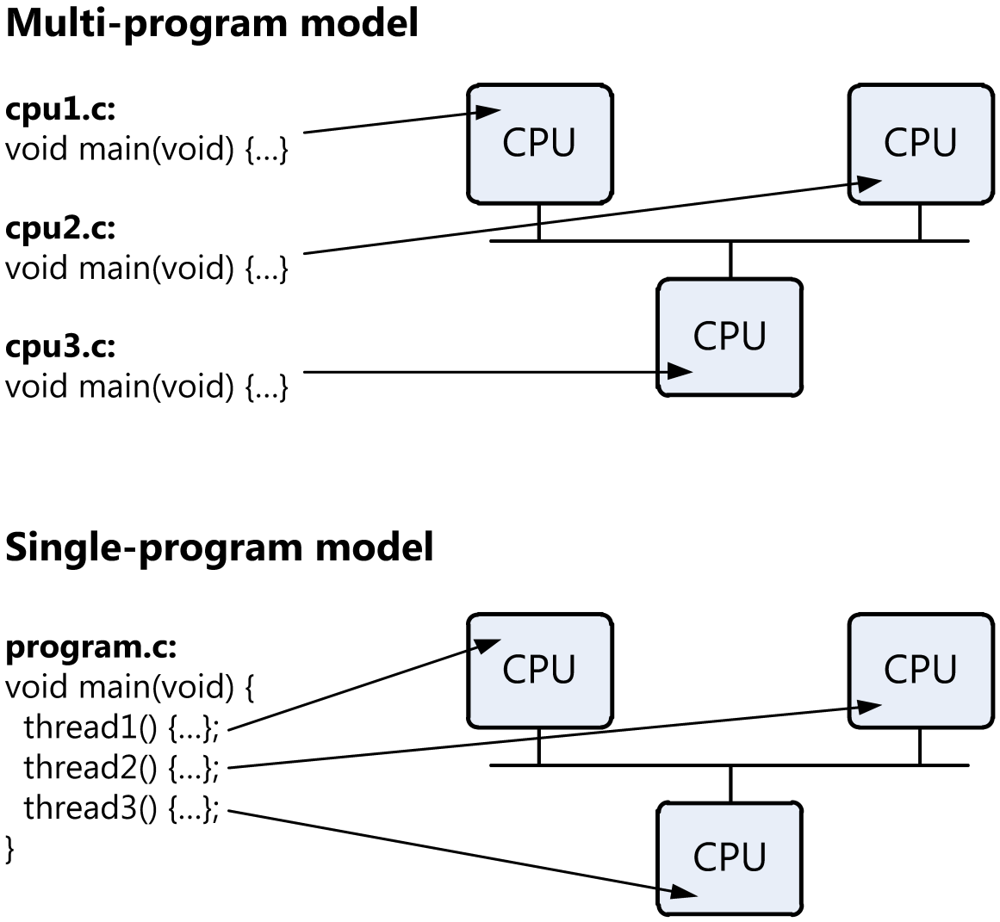 Multi-program model
cpu1.c:
void main(void) {...}
CPU
CPU
cpu2.c:
void main(void) {...}
cpu3.c:
void main(void) {...}
CPU
Single-program model
program.c:
void main(void) {
thread1() {...};
thread2() {...};
thread3() {...};
}
CPU
CPU
CPU